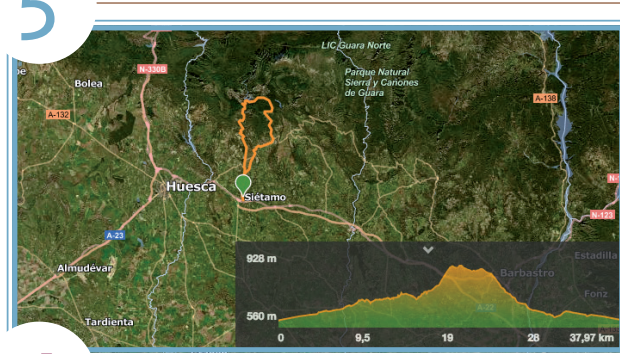 5
LIC Guara Norte
N-330B
Parque Natural
Sierra y Cañones
de Guara
Bolea
A-138
A-132
Huesca
Siétamo
N-123
A-23
Estadilla
928 m
Almudévar
Barbastro
Fonz
A-22
560 m
Tardienta
0 9,5 19 28 37,97 km